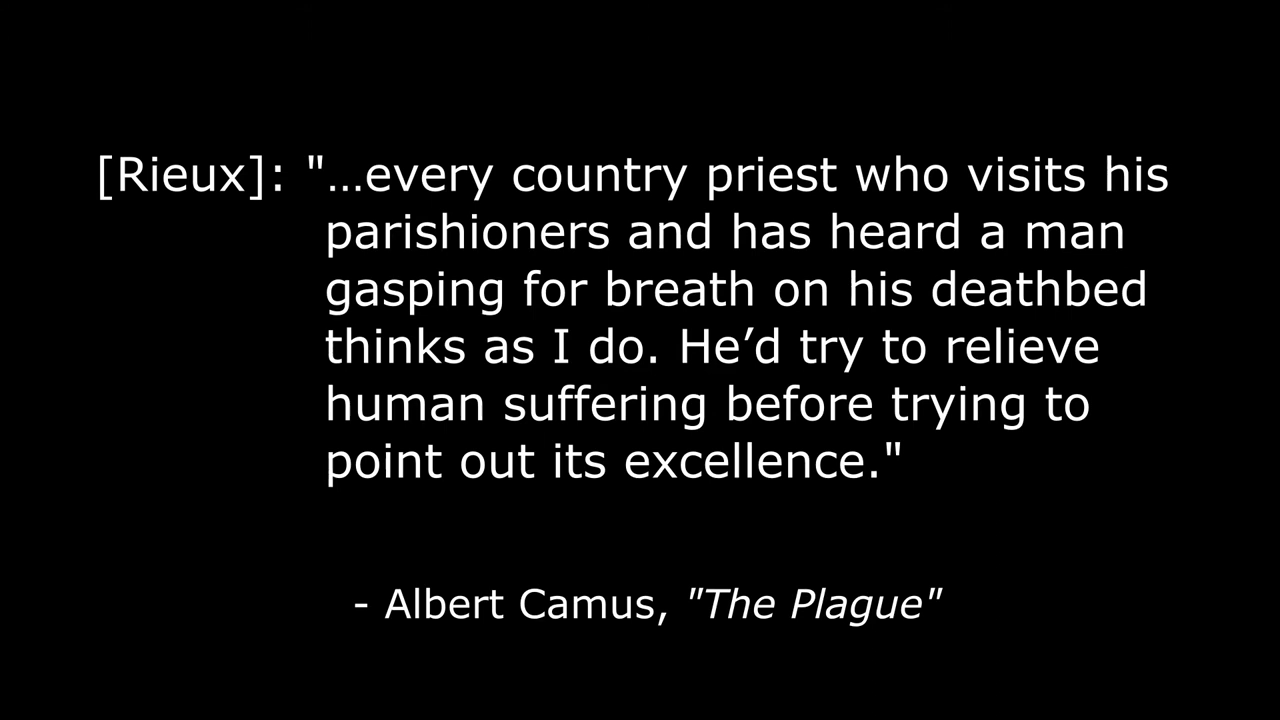 [Rieux]: "…every country priest who visits his
parishioners and has heard a man
gasping for breath on his deathbed
thinks as I do. He’d try to relieve
human suffering before trying to
point out its excellence."
- Albert Camus, "The Plague"